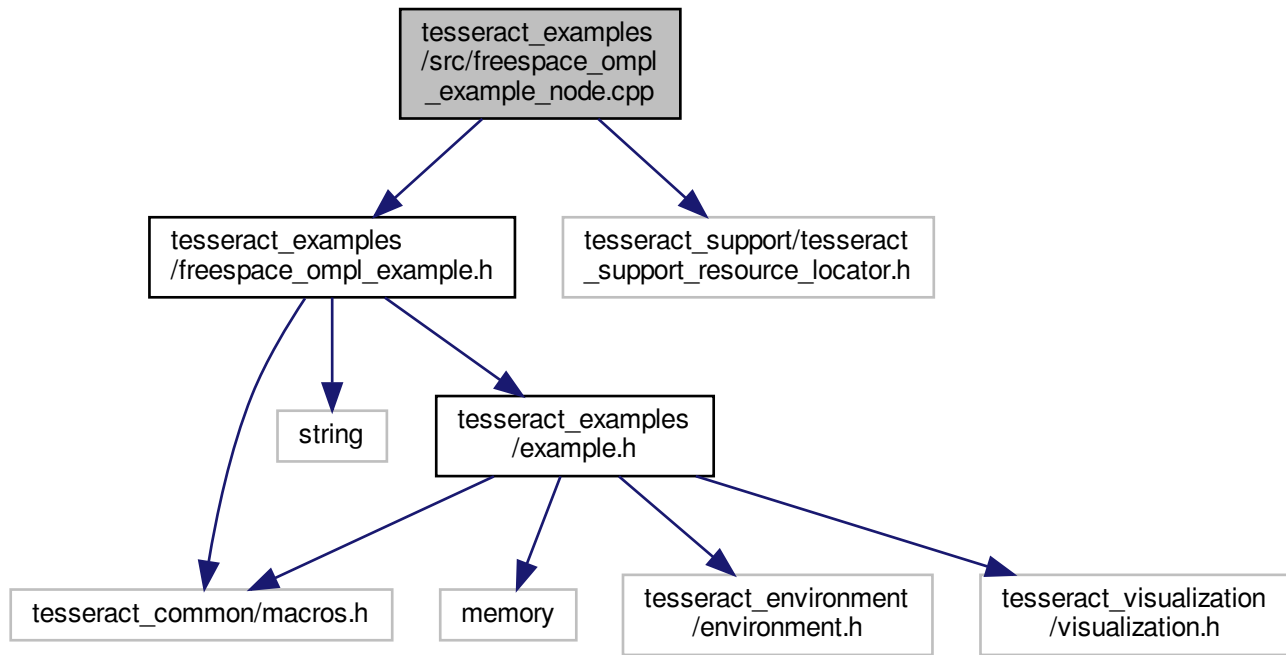 tesseract_examples
/src/freespace_ompl
_example_node.cpp
tesseract_examples
/freespace_ompl_example.h
tesseract_support/tesseract
_support_resource_locator.h
string
tesseract_examples
/example.h
tesseract_common/macros.h
memory
tesseract_environment
/environment.h
tesseract_visualization
/visualization.h